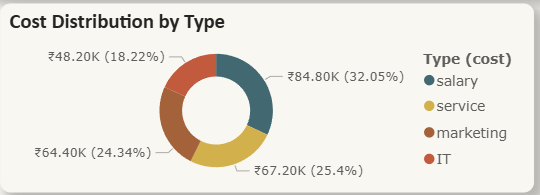 Cost Distribution by Type
₹48.20K (18.22%)
₹84.80K (32.05%)
₹64.40K (24.34%)
₹67.20K (25.4%)
Type (cost)
salary
service
marketing
IT